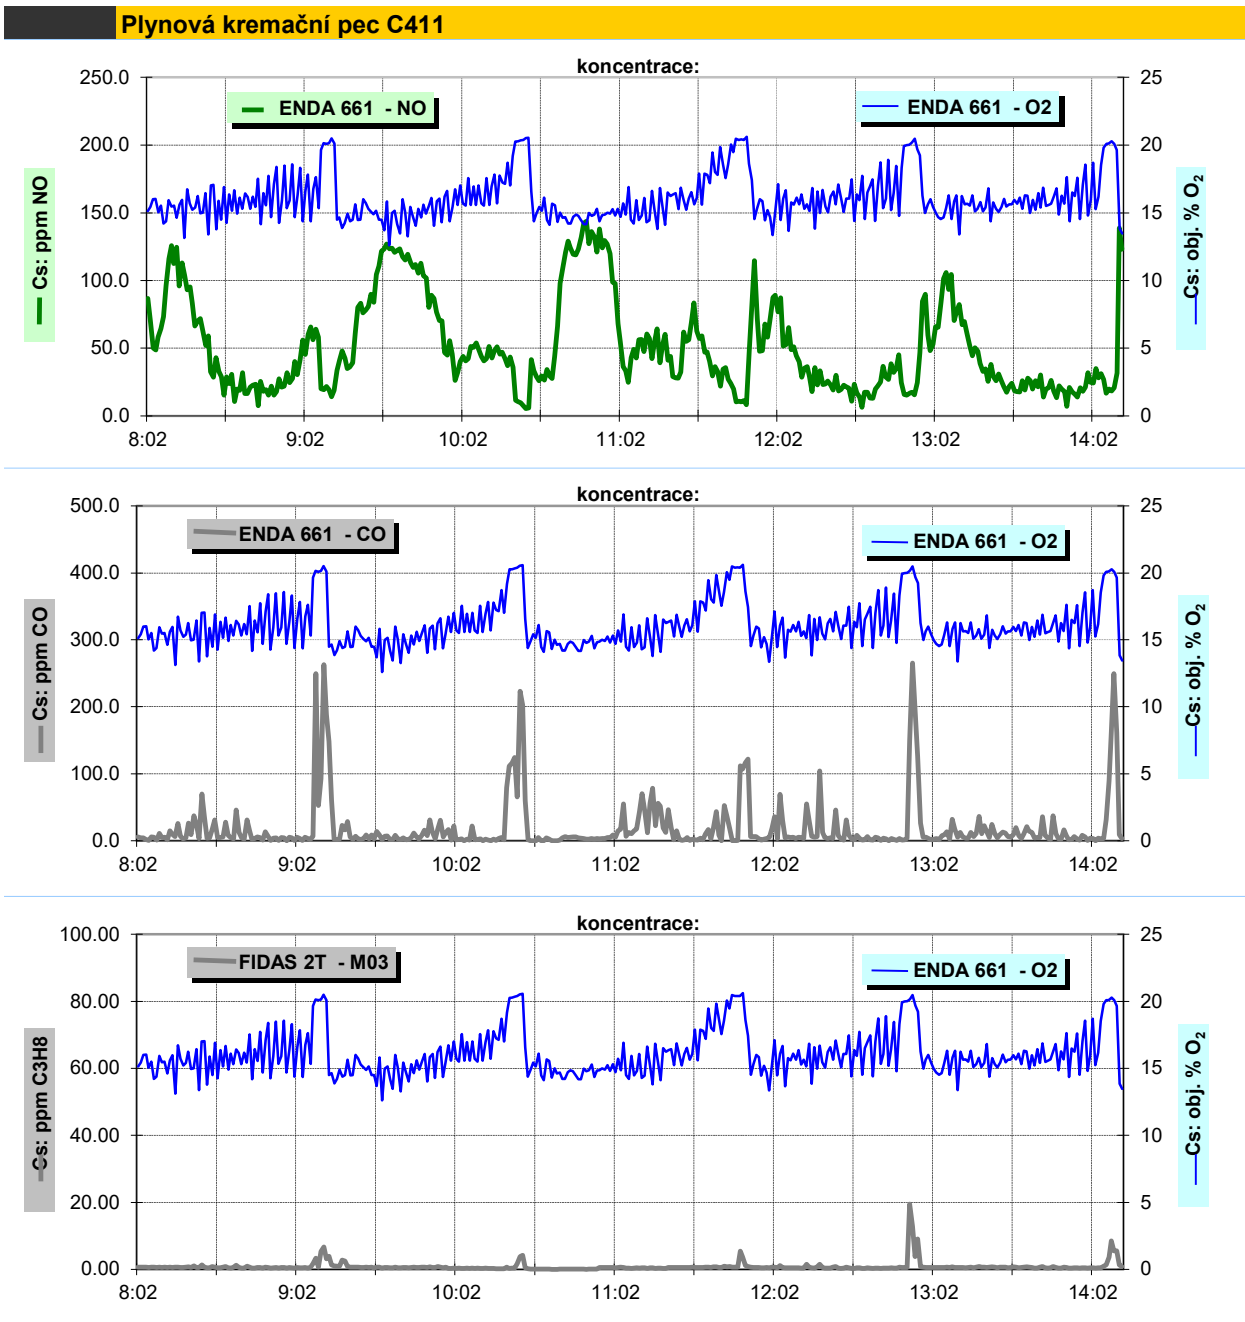 Plynová kremační pec C411
koncentrace:
250.0
200.0
150.0
100.0
50.0
0.0
25
20
15
10
5
0
ENDA 661 - NO
ENDA 661 - O2
Cs: ppm NO
Cs: obj. % O2
8:02 9:02 10:02 11:02 12:02 13:02 14:02
koncentrace:
500.0
400.0
300.0
200.0
100.0
0.0
25
20
15
10
5
0
ENDA 661 - CO
ENDA 661 - O2
Cs: ppm CO
Cs: obj. % O2
8:02 9:02 10:02 11:02 12:02 13:02 14:02
koncentrace:
100.00
80.00
60.00
40.00
20.00
0.00
25
20
15
10
5
0
FIDAS 2T - M03
ENDA 661 - O2
Cs: ppm C3H8
Cs: obj. % O2
8:02 9:02 10:02 11:02 12:02 13:02 14:02